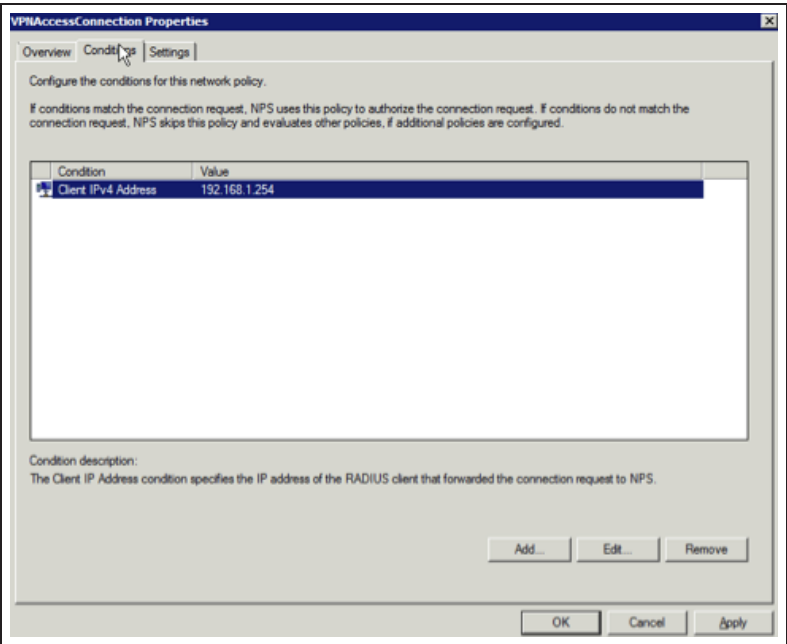 VPNAccessConnection Properties
Overview Conditions Settings
Configure the conditions for this network policy.
If conditions match the connection request, NPS uses this policy to authorize the connection request. If conditions do not match the
connection request, NPS skips this policy and evaluates other policies, if additional policies are configured.
Condition Value
Client IPv4 Address 192.168.1.254
Condition description:
The Client IP Address condition specifies the IP address of the RADIUS client that forwarded the connection request to NPS.
Add... Edit... Remove
OK Cancel Apply